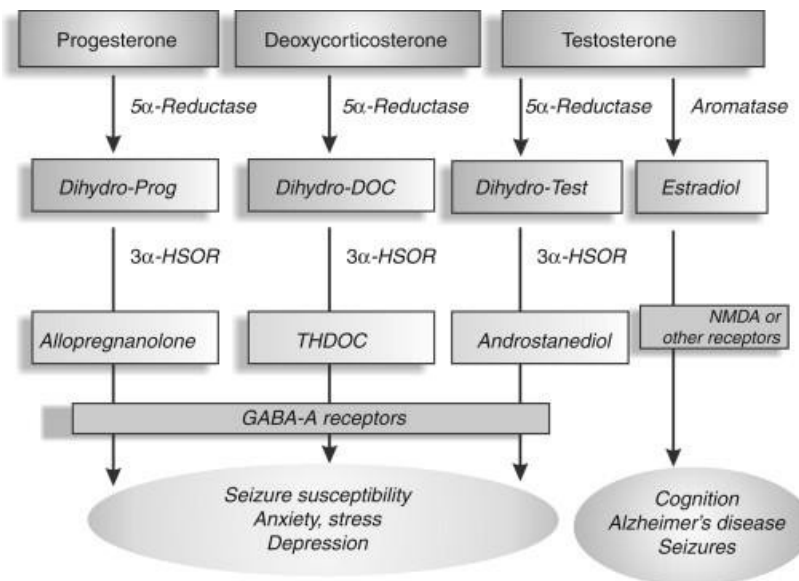 Progesterone
Deoxycorticosterone
Testosterone
5α-Reductase
5α-Reductase
5α-Reductase
Aromatase
Dihydro-Prog
Dihydro-DOC
Dihydro-Test
Estradiol
3α-HSOR
3α-HSOR
3α-HSOR
Allopregnanolone
THDOC
Androstanediol
NMDA or
other receptors
GABA-A receptors
Seizure susceptibility
Anxiety, stress
Depression
Cognition
Alzheimer's disease
Seizures